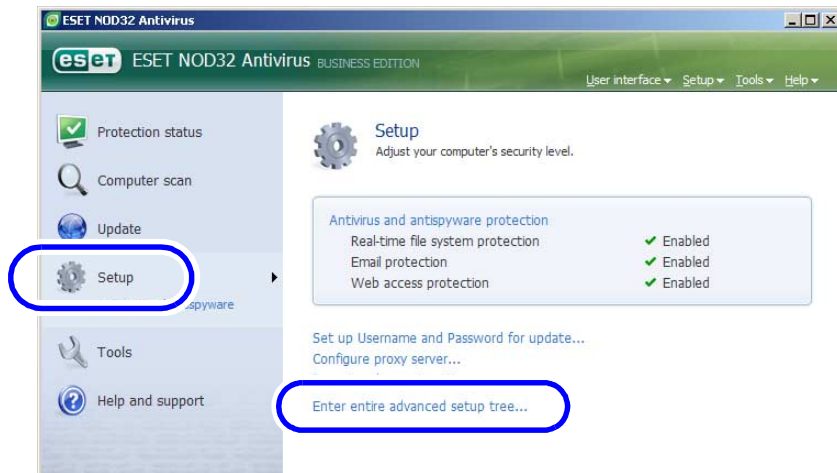 ESET NOD32 Antivirus
eset ESET NOD32 Antivirus BUSINESS EDITION
User interface Setup Tools Help
Protection status
Computer scan
Update
Setup
spyware
Tools
Help and support
Setup
Adjust your computer's security level.
Antivirus and antispyware protection
Real-time file system protection Enabled
Email protection Enabled
Web access protection Enabled
Set up Username and Password for update...
Configure proxy server...
Enter entire advanced setup tree...